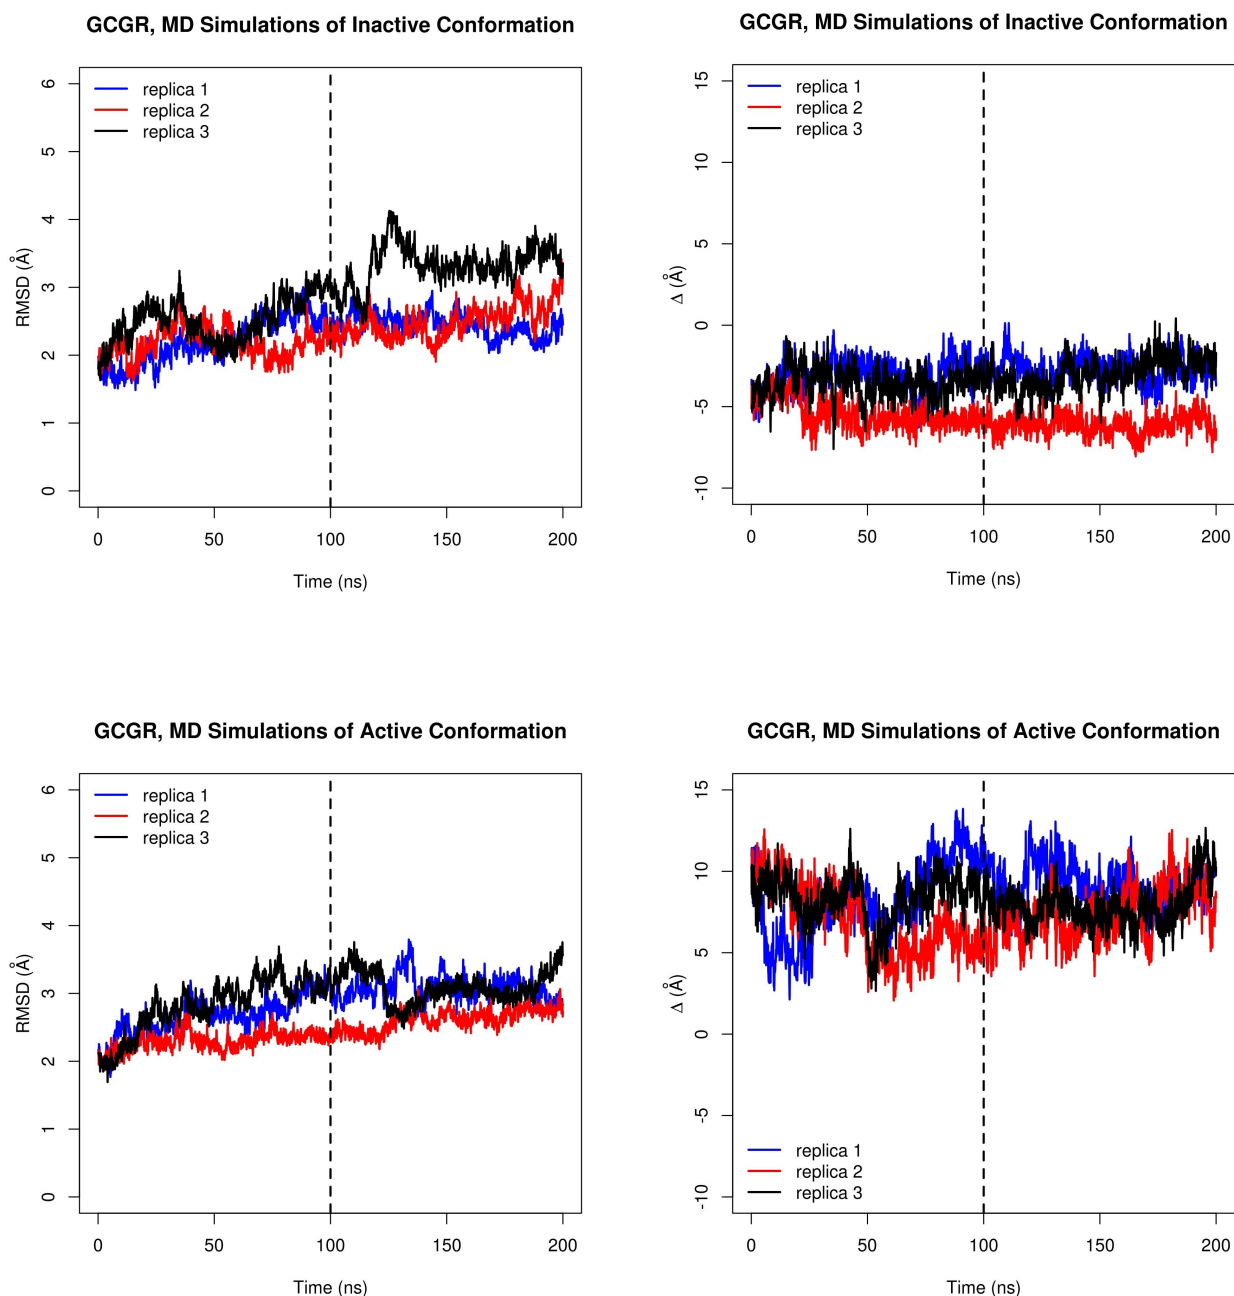 GCGR, MD Simulations of Inactive Conformation
replica 1
replica 2
replica 3
RMSD (Å)
6
5
4
3
2
1
0
0 50 100 150 200
Time (ns)
GCGR, MD Simulations of Inactive Conformation
replica 1
replica 2
replica 3
Δ (Å)
15
10
5
0
-5
-10
0 50 100 150 200
Time (ns)
GCGR, MD Simulations of Active Conformation
replica 1
replica 2
replica 3
RMSD (Å)
6
5
4
3
2
1
0
0 50 100 150 200
Time (ns)
GCGR, MD Simulations of Active Conformation
Δ (Å)
15
10
5
0
-5
-10
replica 1
replica 2
replica 3
0 50 100 150 200
Time (ns)